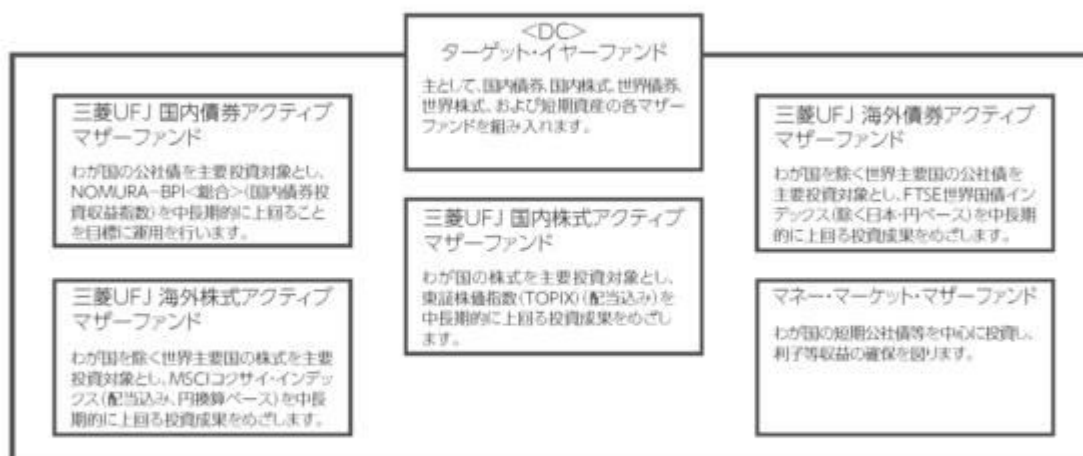 <DC>
ターゲット・イヤーファンド
主として、国内債券、国内株式、世界債券、
世界株式、および短期資産の各マザー
ファンドを組み入れます。
三菱UFJ 国内債券アクティブ
マザーファンド
わが国の公社債を主要投資対象とし、
NOMURA-BPI<総合>(国内債券投
資収益指数)を中長期的に上回ること
を目標に運用を行います。
三菱UFJ 国内株式アクティブ
マザーファンド
わが国の株式を主要投資対象とし、
東証株価指数(TOPIX)(配当込み)を
中長期的に上回る投資成果をめざし
ます。
三菱UFJ 海外債券アクティブ
マザーファンド
わが国を除く世界主要国の公社債を
主要投資対象とし、FTSE世界国債イン
デックス(除く日本・円ベース)を中長期
的に上回る投資成果をめざします。
三菱UFJ 海外株式アクティブ
マザーファンド
わが国を除く世界主要国の株式を主要
投資対象とし、MSCIコクサイ・インデッ
クス(配当込み、円換算ベース)を中長
期的に上回る投資成果をめざします。
マネー・マーケット・マザーファンド
わが国の短期公社債等を中心に投資し、
利子等収益の確保を図ります。